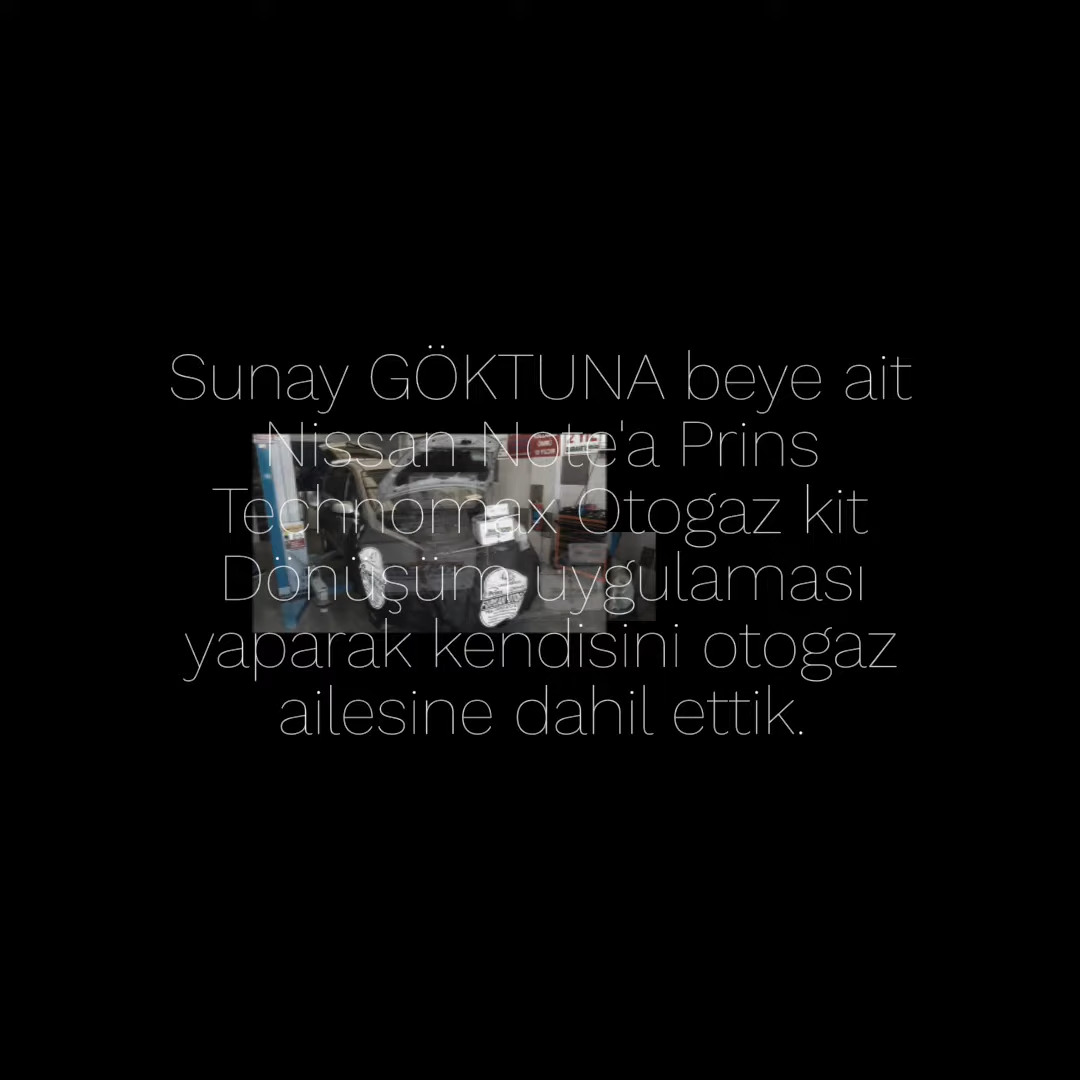 Sunay GÖKTUNA beye ait
Nissan Note'a Prins
Technomax Otogaz kit
Dönüşüm uygulaması
yaparak kendisini otogaz
ailesine dahil ettik.